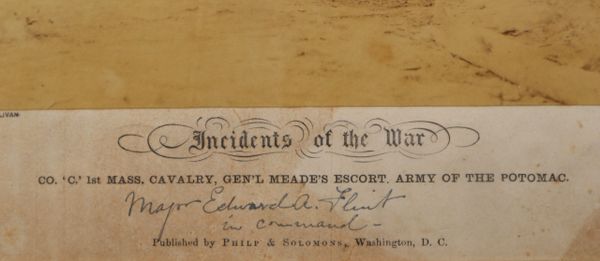 LIVAN
Incidents of the War
CO. 'C.' 1st MASS. CAVALRY, GEN'L MEADE'S ESCORT. ARMY OF THE POTOMAC.
Major Edward A. Flint
in command -
Published by PHILP & SOLOMONS, Washington, D. C.